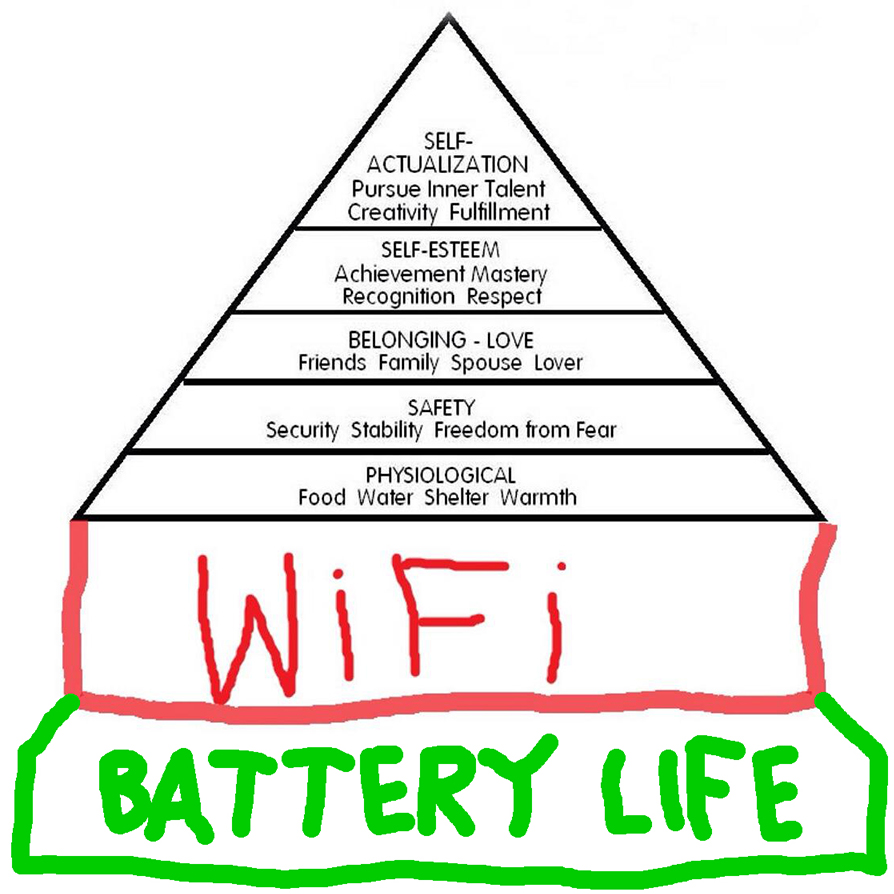 SELF-
ACTUALIZATION
Pursue Inner Talent
Creativity Fulfillment
SELF-ESTEEM
Achievement Mastery
Recognition Respect
BELONGING - LOVE
Friends Family Spouse Lover
SAFETY
Security Stability Freedom from Fear
PHYSIOLOGICAL
Food Water Shelter Warmth
WiFi
BATTERY LIFE